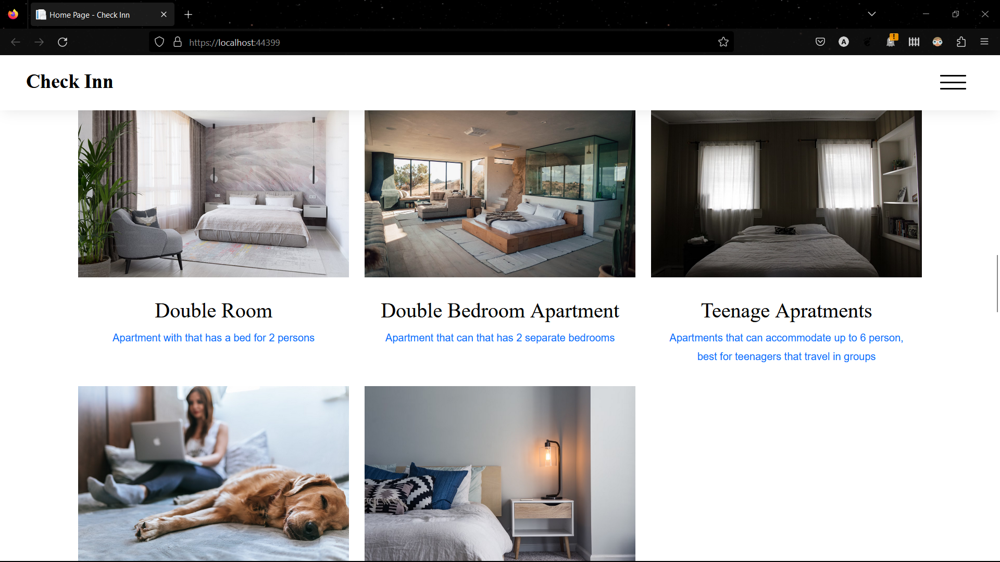 Home Page - Check Inn
https://localhost:44399
A
!
Check Inn
Double Room
Apartment with that has a bed for 2 persons
Double Bedroom Apartment
Apartment that can that has 2 separate bedrooms
Teenage Apratments
Apartments that can accommodate up to 6 person,
best for teenagers that travel in groups